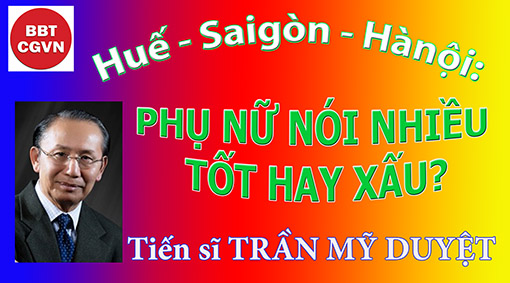 BBT
CGVN
Huế - Saigòn - Hànội:
PHỤ NỮ NÓI NHIỀU
TỐT HAY XẤU?
Tiến sĩ TRẦN MỸ DUYỆT